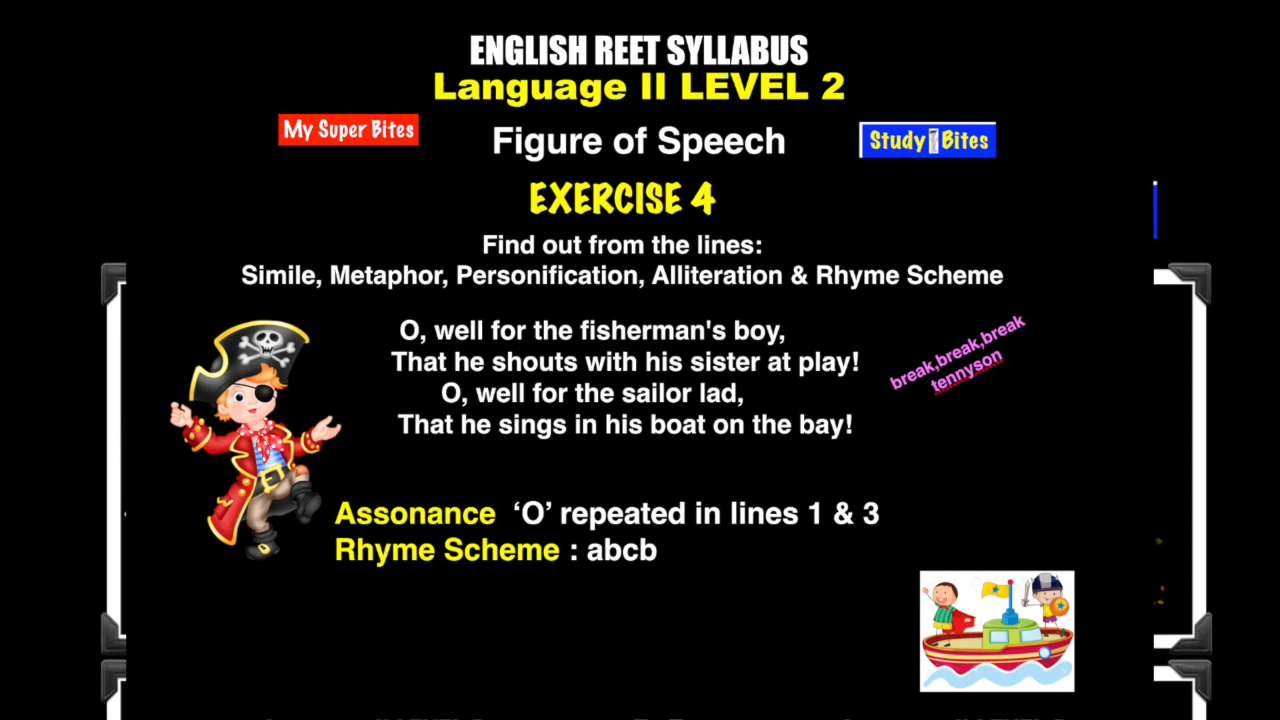 ENGLISH REET SYLLABUS
Language II LEVEL 2
My Super Bites
Figure of Speech
Study Bites
EXERCISE 4
Find out from the lines:
Simile, Metaphor, Personification, Alliteration & Rhyme Scheme
O, well for the fisherman's boy,
That he shouts with his sister at play!
O, well for the sailor lad,
That he sings in his boat on the bay!
break,break,break
tennyson
Assonance ‘O’ repeated in lines 1 & 3
Rhyme Scheme : abcb